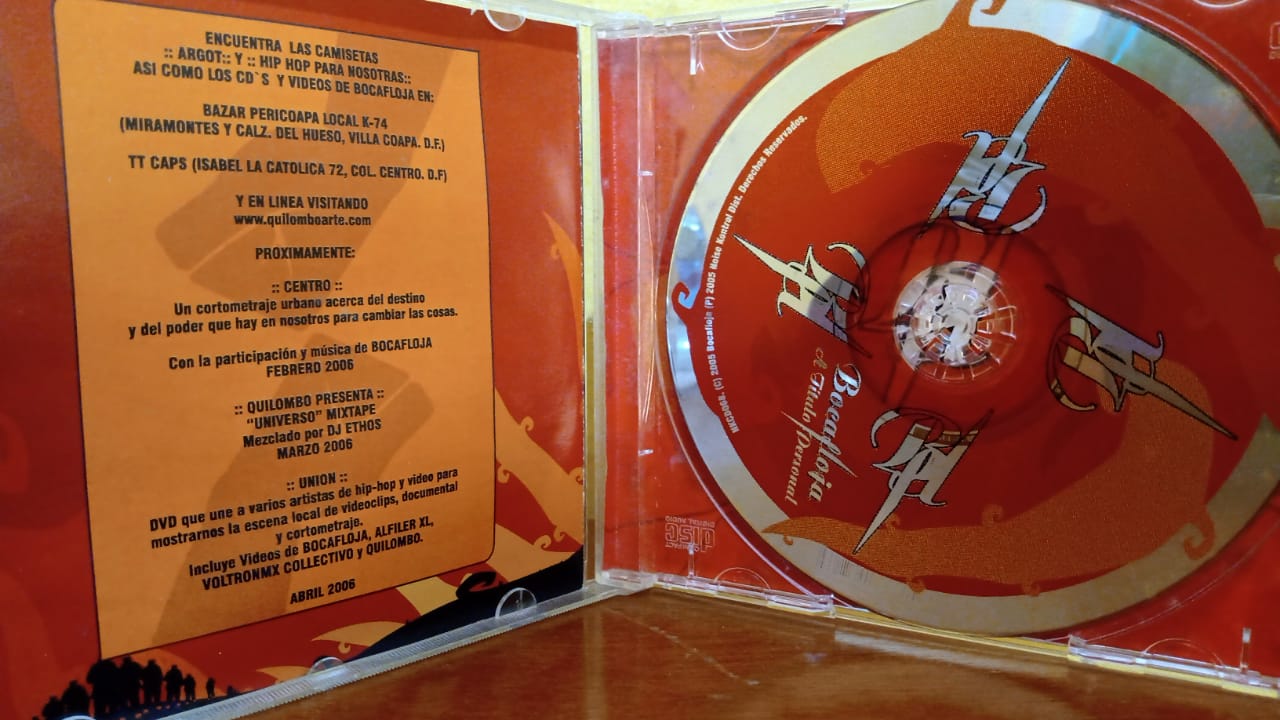 ENCUENTRA LAS CAMISETAS
:: ARGOT:: Y :: HIP HOP PARA NOSOTRAS::
ASI COMO LOS CD`S Y VIDEOS DE BOCAFLOJA EN:
BAZAR PERICOAPA LOCAL K-74
(MIRAMONTES Y CALZ. DEL HUESO, VILLA COAPA. D.F.)
TT CAPS (ISABEL LA CATOLICA 72, COL. CENTRO. D.F)
Y EN LINEA VISITANDO
www.quilomboarte.com
PROXIMAMENTE:
:: CENTRO ::
Un cortometraje urbano acerca del destino
y del poder que hay en nosotros para cambiar las cosas.
Con la participación y música de BOCAFLOJA
FEBRERO 2006
:: QUILOMBO PRESENTA ::
"UNIVERSO" MIXTAPE
Mezclado por DJ ETHOS
MARZO 2006
:: UNION ::
DVD que une a varios artistas de hip-hop y video para
mostrarnos la escena local de videoclips, documental
y cortometraje.
Incluye Videos de BOCAFLOJA, ALFILER XL,
VOLTRONMX COLLECTIVO y QUILOMBO.
ABRIL 2006
NKCD068. (C) 2005 Bocafloja (P) 2005 Noise Kontrol Dist. Derechos Reservados.
Bocafloja
A Titulo Personal
COMPACT
disc
DIGITAL AUDIO